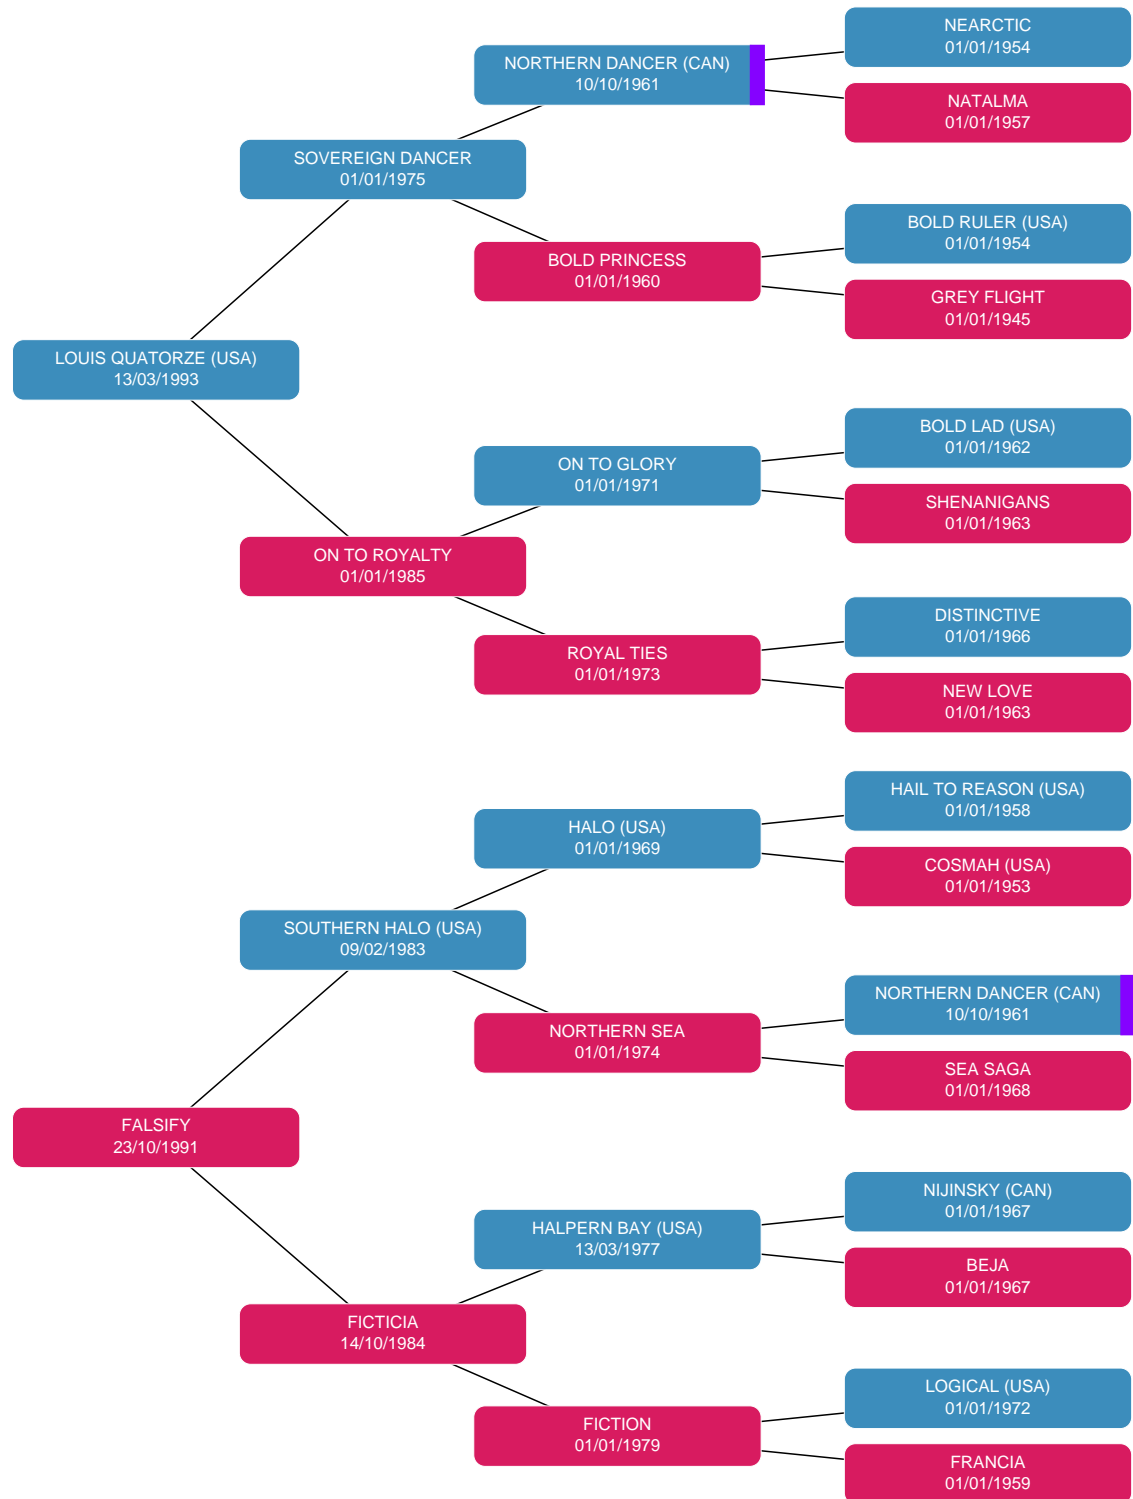 NEARCTIC
01/01/1954
NORTHERN DANCER (CAN)
10/10/1961
NATALMA
01/01/1957
SOVEREIGN DANCER
01/01/1975
BOLD RULER (USA)
01/01/1954
BOLD PRINCESS
01/01/1960
GREY FLIGHT
01/01/1945
LOUIS QUATORZE (USA)
13/03/1993
BOLD LAD (USA)
01/01/1962
ON TO GLORY
01/01/1971
SHENANIGANS
01/01/1963
ON TO ROYALTY
01/01/1985
DISTINCTIVE
01/01/1966
ROYAL TIES
01/01/1973
NEW LOVE
01/01/1963
HAIL TO REASON (USA)
01/01/1958
HALO (USA)
01/01/1969
COSMAH (USA)
01/01/1953
SOUTHERN HALO (USA)
09/02/1983
NORTHERN DANCER (CAN)
10/10/1961
NORTHERN SEA
01/01/1974
SEA SAGA
01/01/1968
FALSIFY
23/10/1991
NIJINSKY (CAN)
01/01/1967
HALPERN BAY (USA)
13/03/1977
BEJA
01/01/1967
FICTICIA
14/10/1984
LOGICAL (USA)
01/01/1972
FICTION
01/01/1979
FRANCIA
01/01/1959